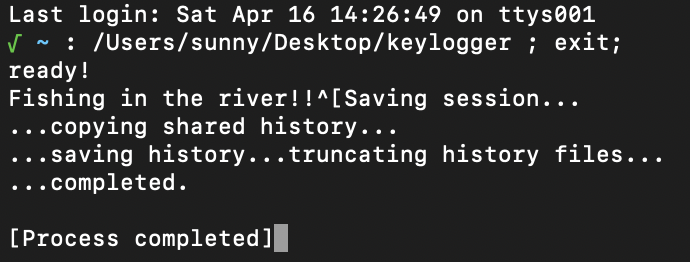 Last login: Sat Apr 16 14:26:49 on ttys001
√ ~ : /Users/sunny/Desktop/keylogger ; exit;
ready!
Fishing in the river!!^[Saving session...
...copying shared history...
...saving history...truncating history files...
...completed.
[Process completed]